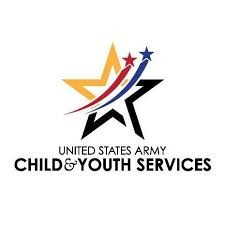 UNITED STATES ARMY
CHILD & YOUTH SERVICES